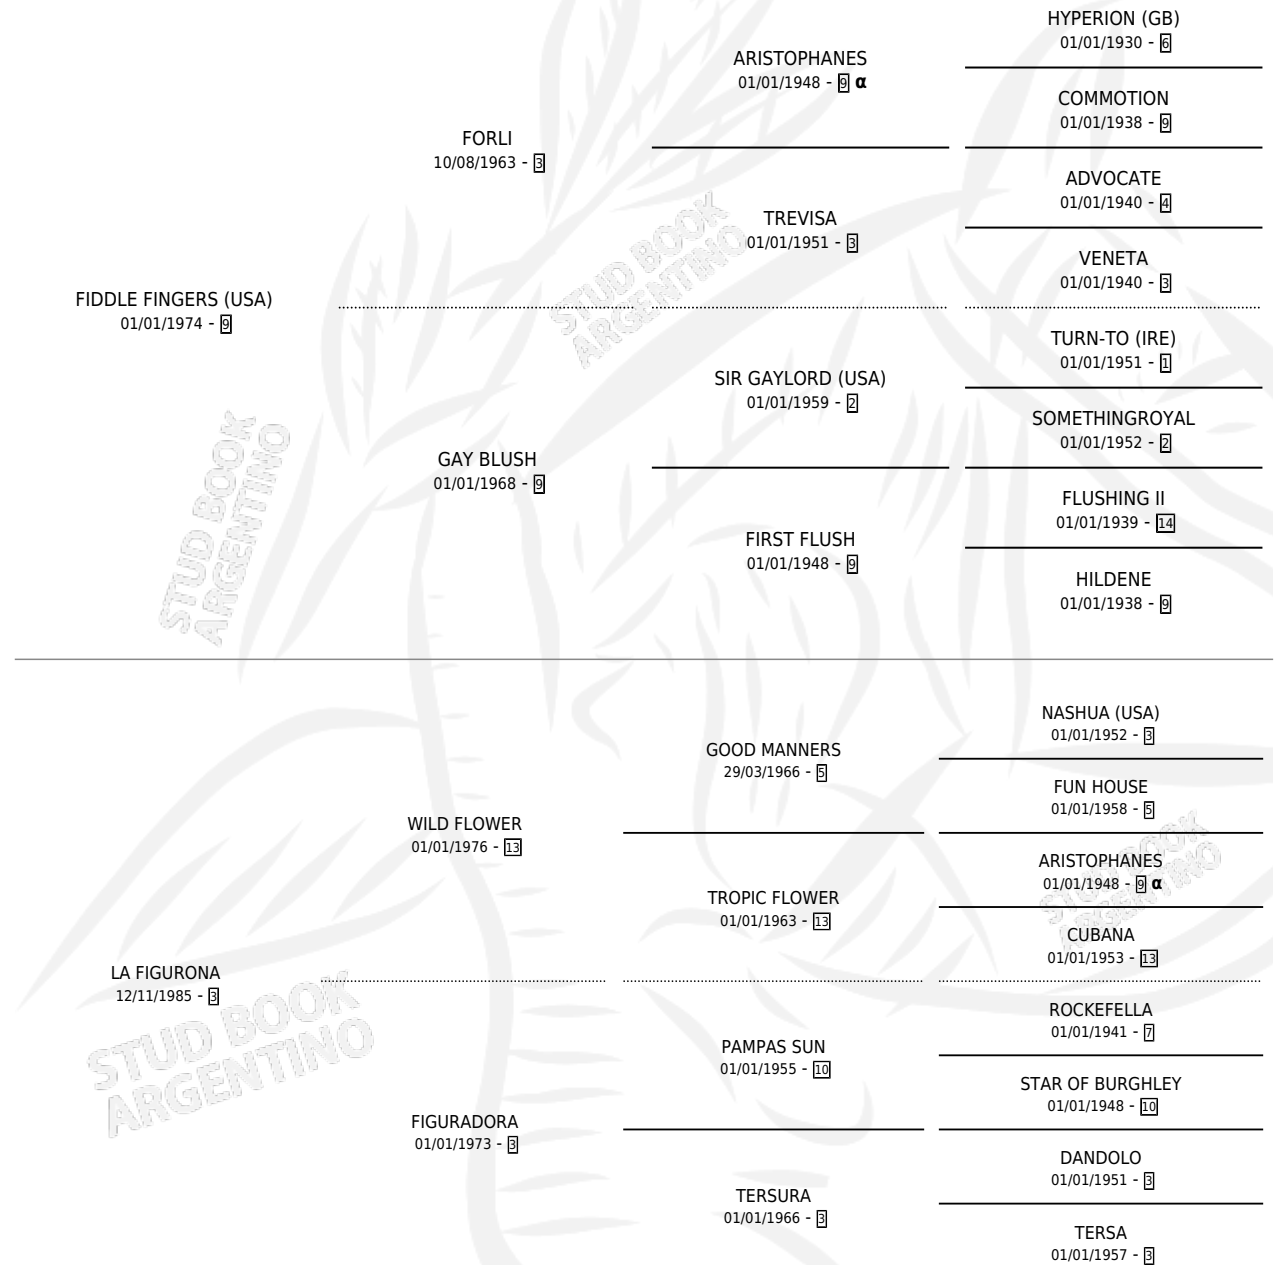 HYPERION (GB)
01/01/1930 - 6
ARISTOPHANES
01/01/1948 - 9 α
COMMOTION
01/01/1938 - 9
FORLI
10/08/1963 - 3
ADVOCATE
01/01/1940 - 4
TREVISA
01/01/1951 - 3
VENETA
01/01/1940 - 3
FIDDLE FINGERS (USA)
01/01/1974 - 9
TURN-TO (IRE)
01/01/1951 - 1
SIR GAYLORD (USA)
01/01/1959 - 2
SOMETHINGROYAL
01/01/1952 - 2
GAY BLUSH
01/01/1968 - 9
FLUSHING II
01/01/1939 - 14
FIRST FLUSH
01/01/1948 - 9
HILDENE
01/01/1938 - 9
STUD BOOK
ARGENTINO
STUD BOOK
ARGENTINO
NASHUA (USA)
01/01/1952 - 3
GOOD MANNERS
29/03/1966 - 5
FUN HOUSE
01/01/1958 - 5
WILD FLOWER
01/01/1976 - 13
ARISTOPHANES
01/01/1948 - 9 α
TROPIC FLOWER
01/01/1963 - 13
CUBANA
01/01/1953 - 13
LA FIGURONA
12/11/1985 - 3
ROCKEFELLA
01/01/1941 - 7
PAMPAS SUN
01/01/1955 - 10
STAR OF BURGHLEY
01/01/1948 - 10
FIGURADORA
01/01/1973 - 3
DANDOLO
01/01/1951 - 3
TERSURA
01/01/1966 - 3
TERSA
01/01/1957 - 3
STUD BOOK
ARGENTINO
STUD BOOK
ARGENTINO